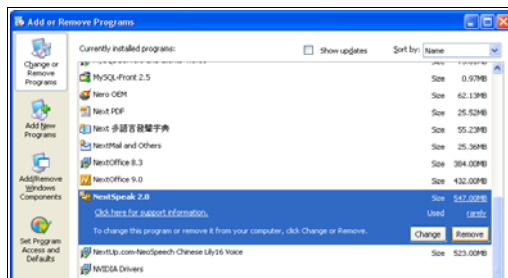 Add or Remove Programs
Change or
Remove
Programs
Add New
Programs
Add/Remove
Windows
Components
Set Program
Access and
Defaults
Currently installed programs:
Show updates
Sort by: Name
MySQL-Front 2.5 Size 0.97MB
Nero OEM Size 62.13MB
Next PDF Size 25.52MB
Next 多語言發聲字典 Size 55.23MB
NextMail and Others Size 25.36MB
NextOffice 8.3 Size 384.00MB
NextOffice 9.0 Size 432.00MB
NextSpeak 2.0 Size 547.00MB
Click here for support information. Used rarely
To change this program or remove it from your computer, click Change or Remove. Change Remove
NextUp.com-NeoSpeech Chinese Lily16 Voice Size 523.00MB
NVIDIA Drivers